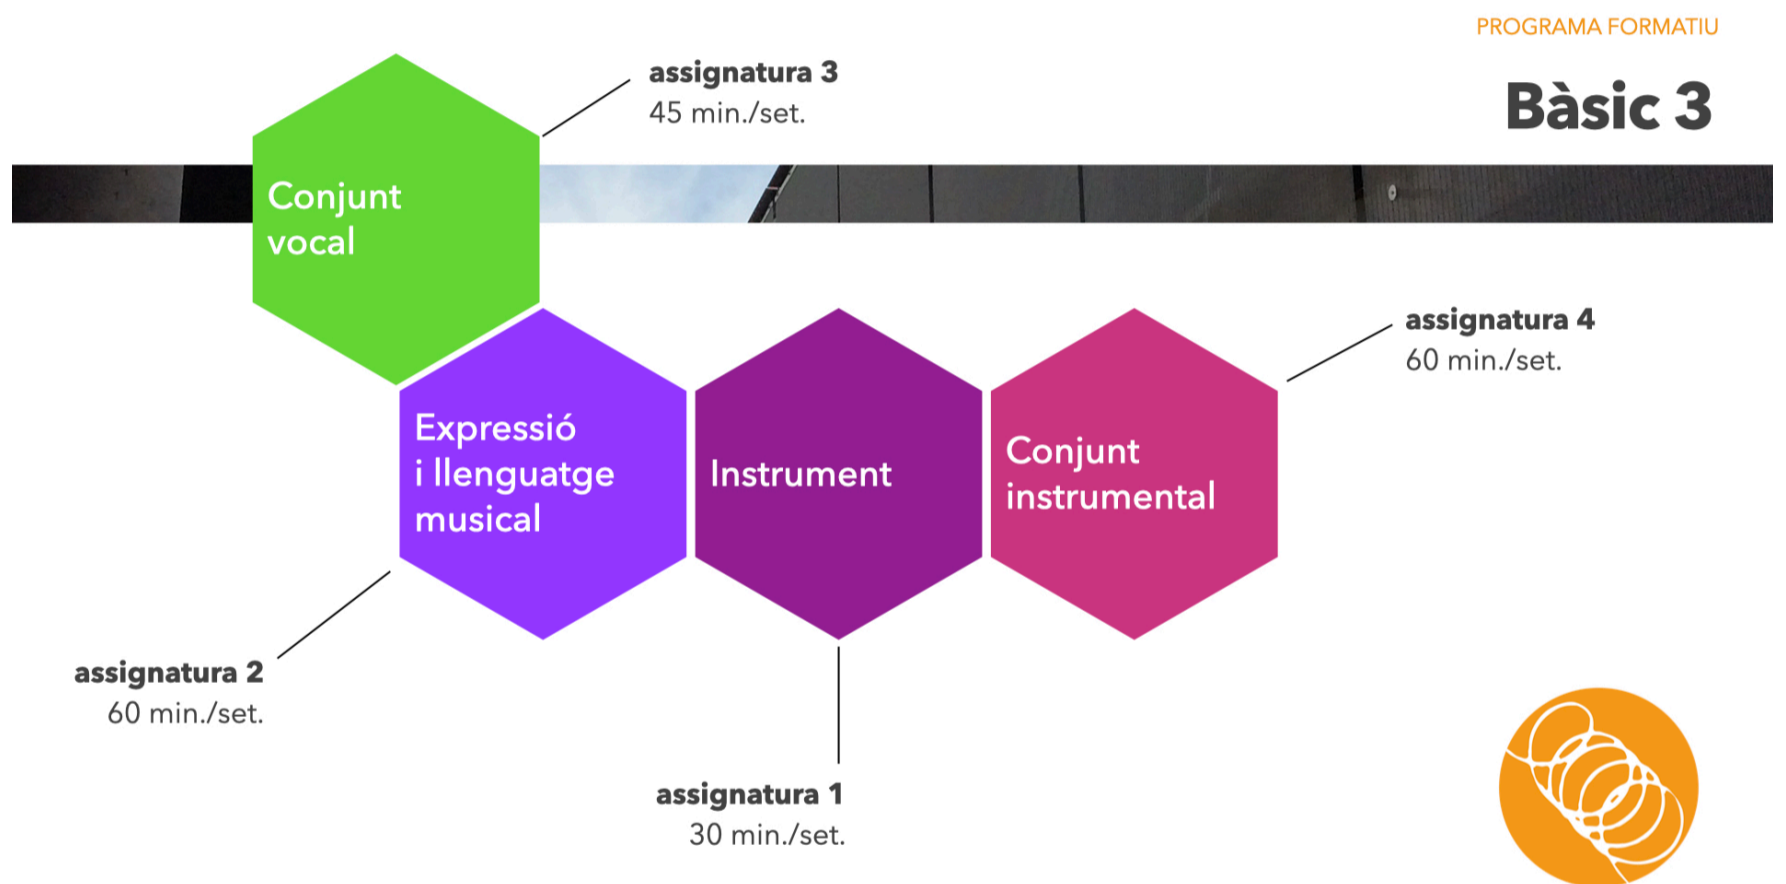 PROGRAMA FORMATIU
Bàsic 3
assignatura 3
45 min./set.
Conjunt
vocal
assignatura 4
60 min./set.
Expressió
i llenguatge
musical
Instrument
Conjunt
instrumental
assignatura 2
60 min./set.
assignatura 1
30 min./set.